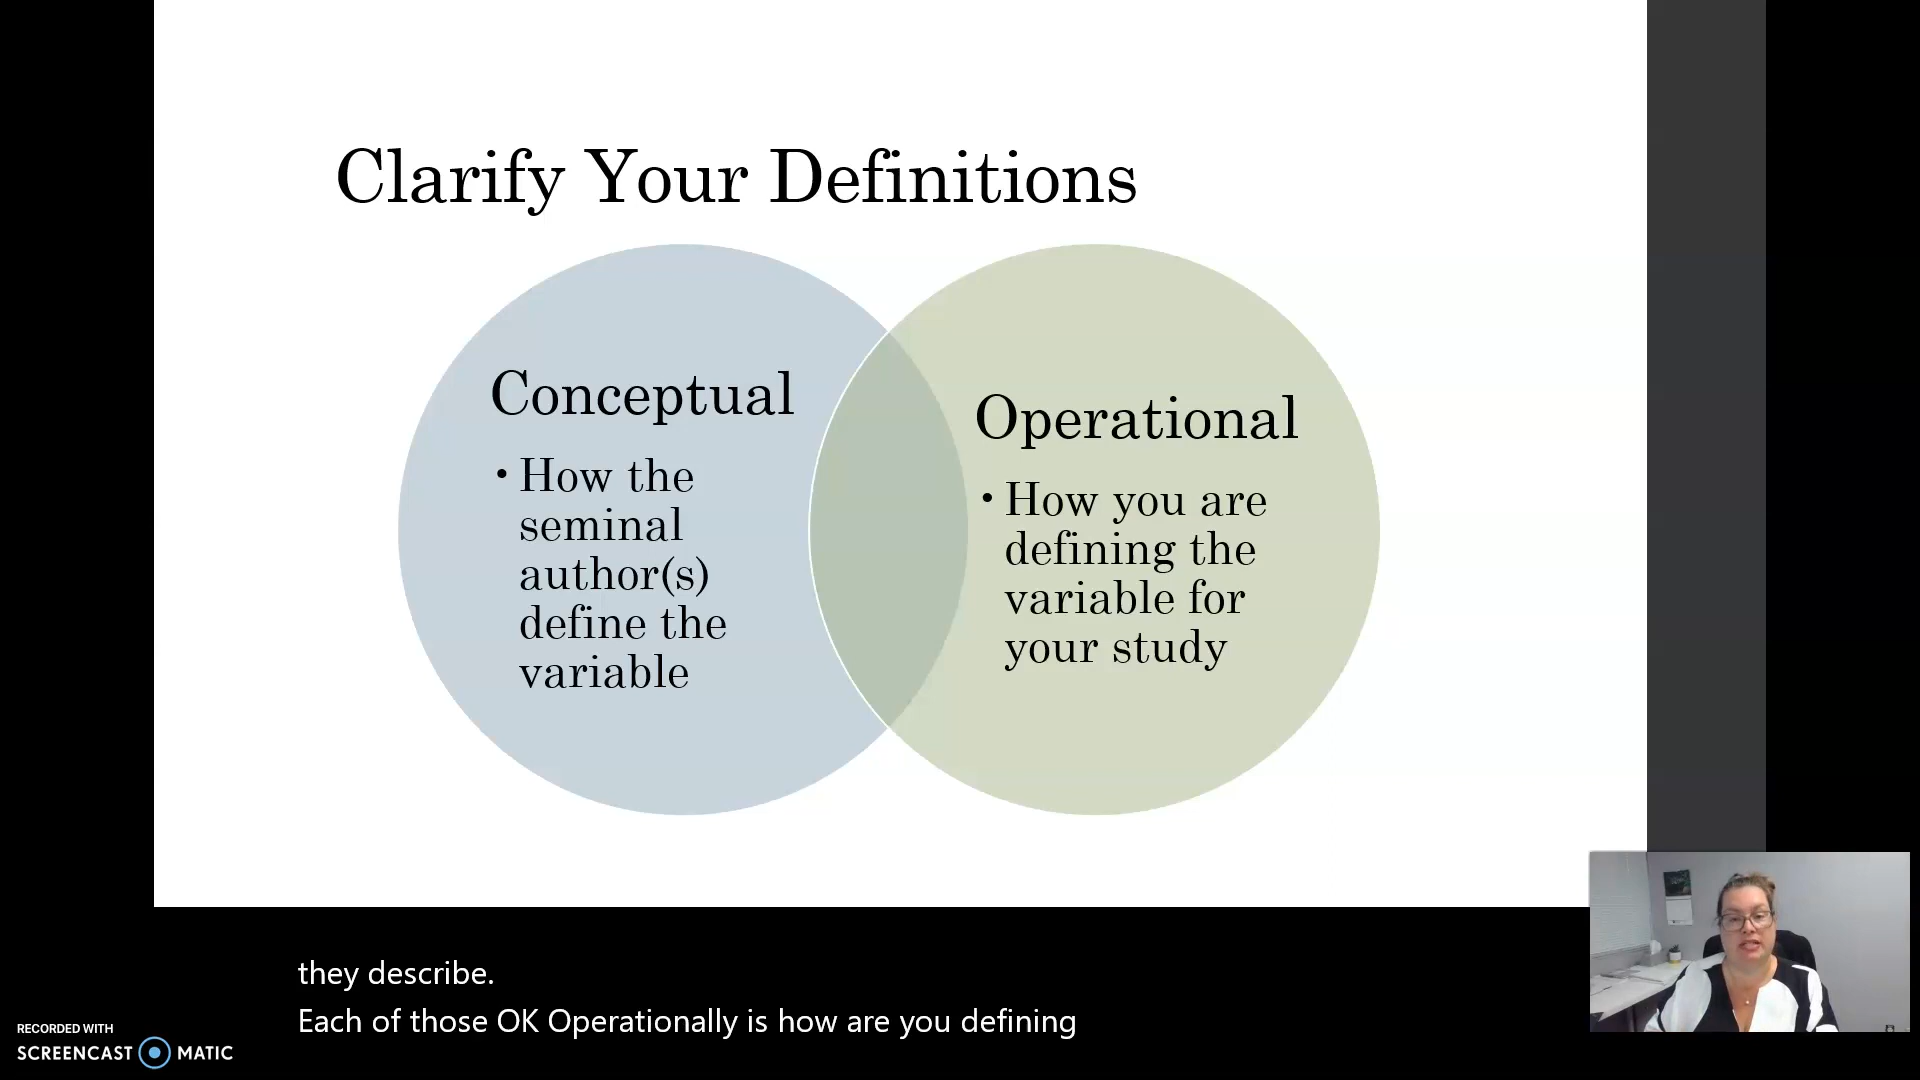 Clarify Your Definitions
Conceptual
• How the
seminal
author(s)
define the
variable
Operational
• How you are
defining the
variable for
your study
they describe.
Each of those OK Operationally is how are you defining
RECORDED WITH
SCREENCAST MATIC